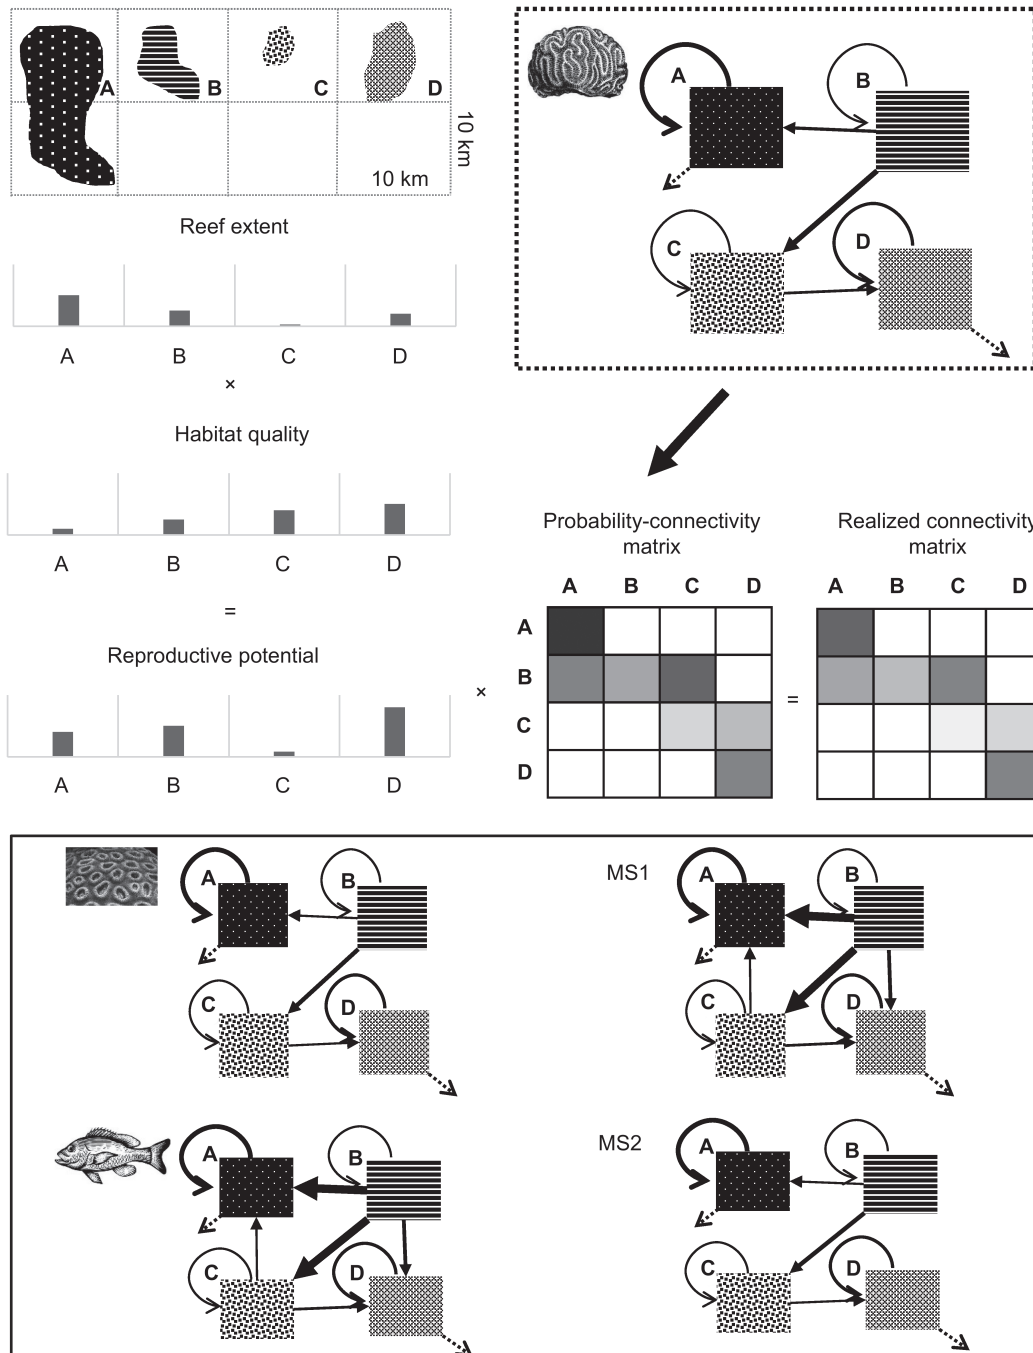 A B C D
10 km
10 km
Reef extent
A B C D
×
Habitat quality
A B C D
=
Reproductive potential
A B C D
A B
C D
×
Probability-connectivity
matrix
A B C D
A
B
C
D
=
Realized connectivity
matrix
A B C D
A B
C D
MS1
A B
C D
A B
C D
MS2
A B
C D